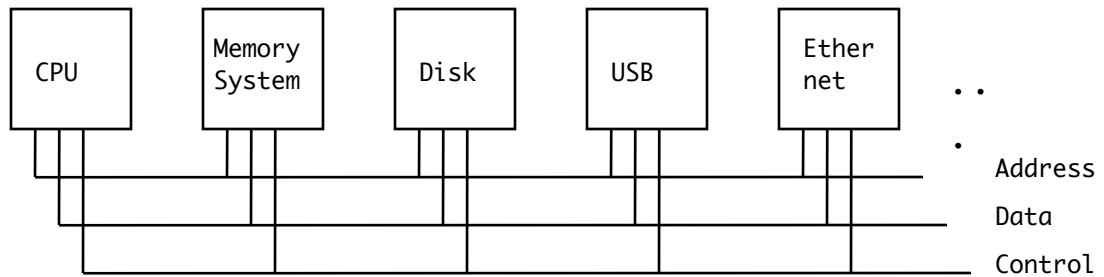 CPU
Memory
System
Disk
USB
Ether
net
. .
.
Address
Data
Control